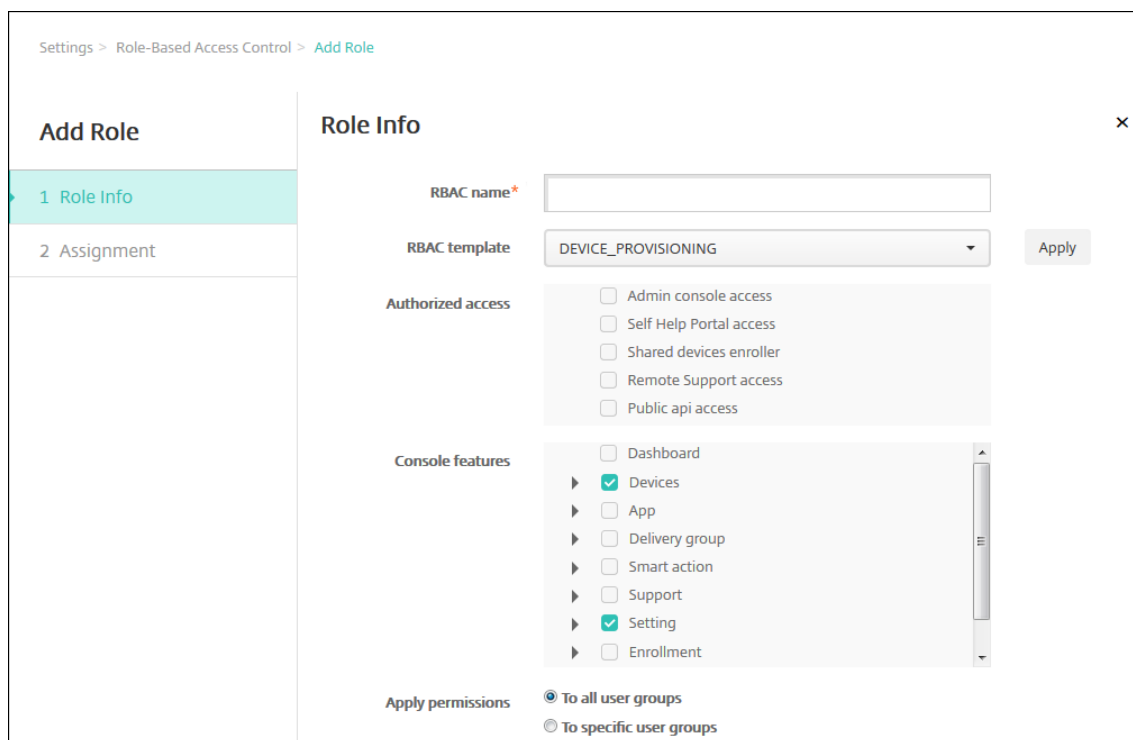 Settings > Role-Based Access Control > Add Role
Add Role
1 Role Info
2 Assignment
Role Info
×
RBAC name*
RBAC template
DEVICE_PROVISIONING
Apply
Authorized access
Admin console access
Self Help Portal access
Shared devices enroller
Remote Support access
Public api access
Console features
Dashboard
Devices
App
Delivery group
Smart action
Support
Setting
Enrollment
Apply permissions
To all user groups
To specific user groups